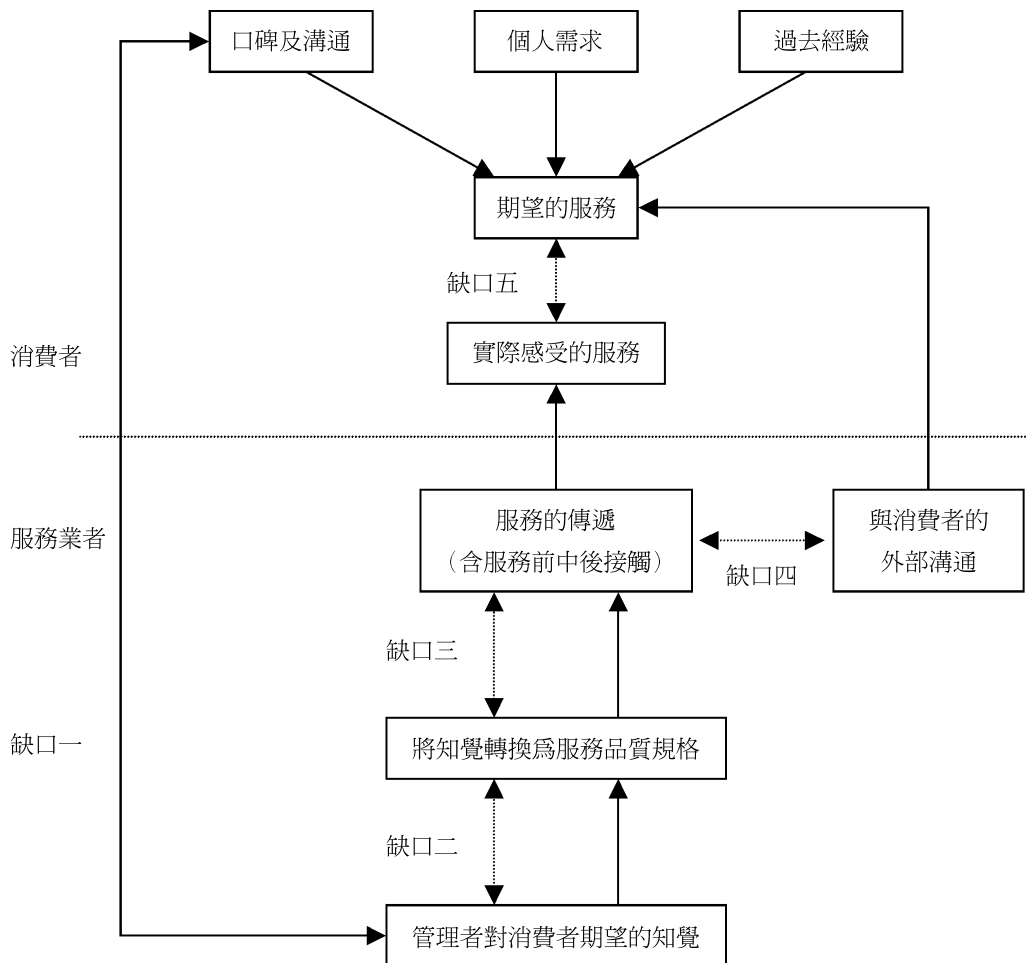 口碑及溝通
個人需求
過去經驗
期望的服務
缺口五
實際感受的服務
消費者
服務業者
服務的傳遞
（含服務前中後接觸）
與消費者的
外部溝通
缺口四
缺口三
缺口一
將知覺轉換爲服務品質規格
缺口二
管理者對消費者期望的知覺